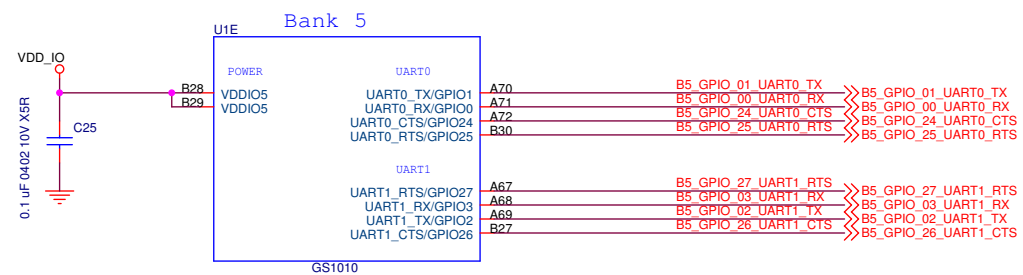 Bank 5
U1E
VDD_IO
POWER UART0
B28 VDDIO5 UART0_TX/GPIO1 A70 B5_GPIO_01_UART0_TX B5_GPIO_01_UART0_TX
B29 VDDIO5 UART0_RX/GPIO0 A71 B5_GPIO_00_UART0_RX B5_GPIO_00_UART0_RX
UART0_CTS/GPIO24 A72 B5_GPIO_24_UART0_CTS B5_GPIO_24_UART0_CTS
UART0_RTS/GPIO25 B30 B5_GPIO_25_UART0_RTS B5_GPIO_25_UART0_RTS
C25
0.1 uF 0402 10V X5R
UART1
UART1_RTS/GPIO27 A67 B5_GPIO_27_UART1_RTS B5_GPIO_27_UART1_RTS
UART1_RX/GPIO3 A68 B5_GPIO_03_UART1_RX B5_GPIO_03_UART1_RX
UART1_TX/GPIO2 A69 B5_GPIO_02_UART1_TX B5_GPIO_02_UART1_TX
UART1_CTS/GPIO26 B27 B5_GPIO_26_UART1_CTS B5_GPIO_26_UART1_CTS
GS1010